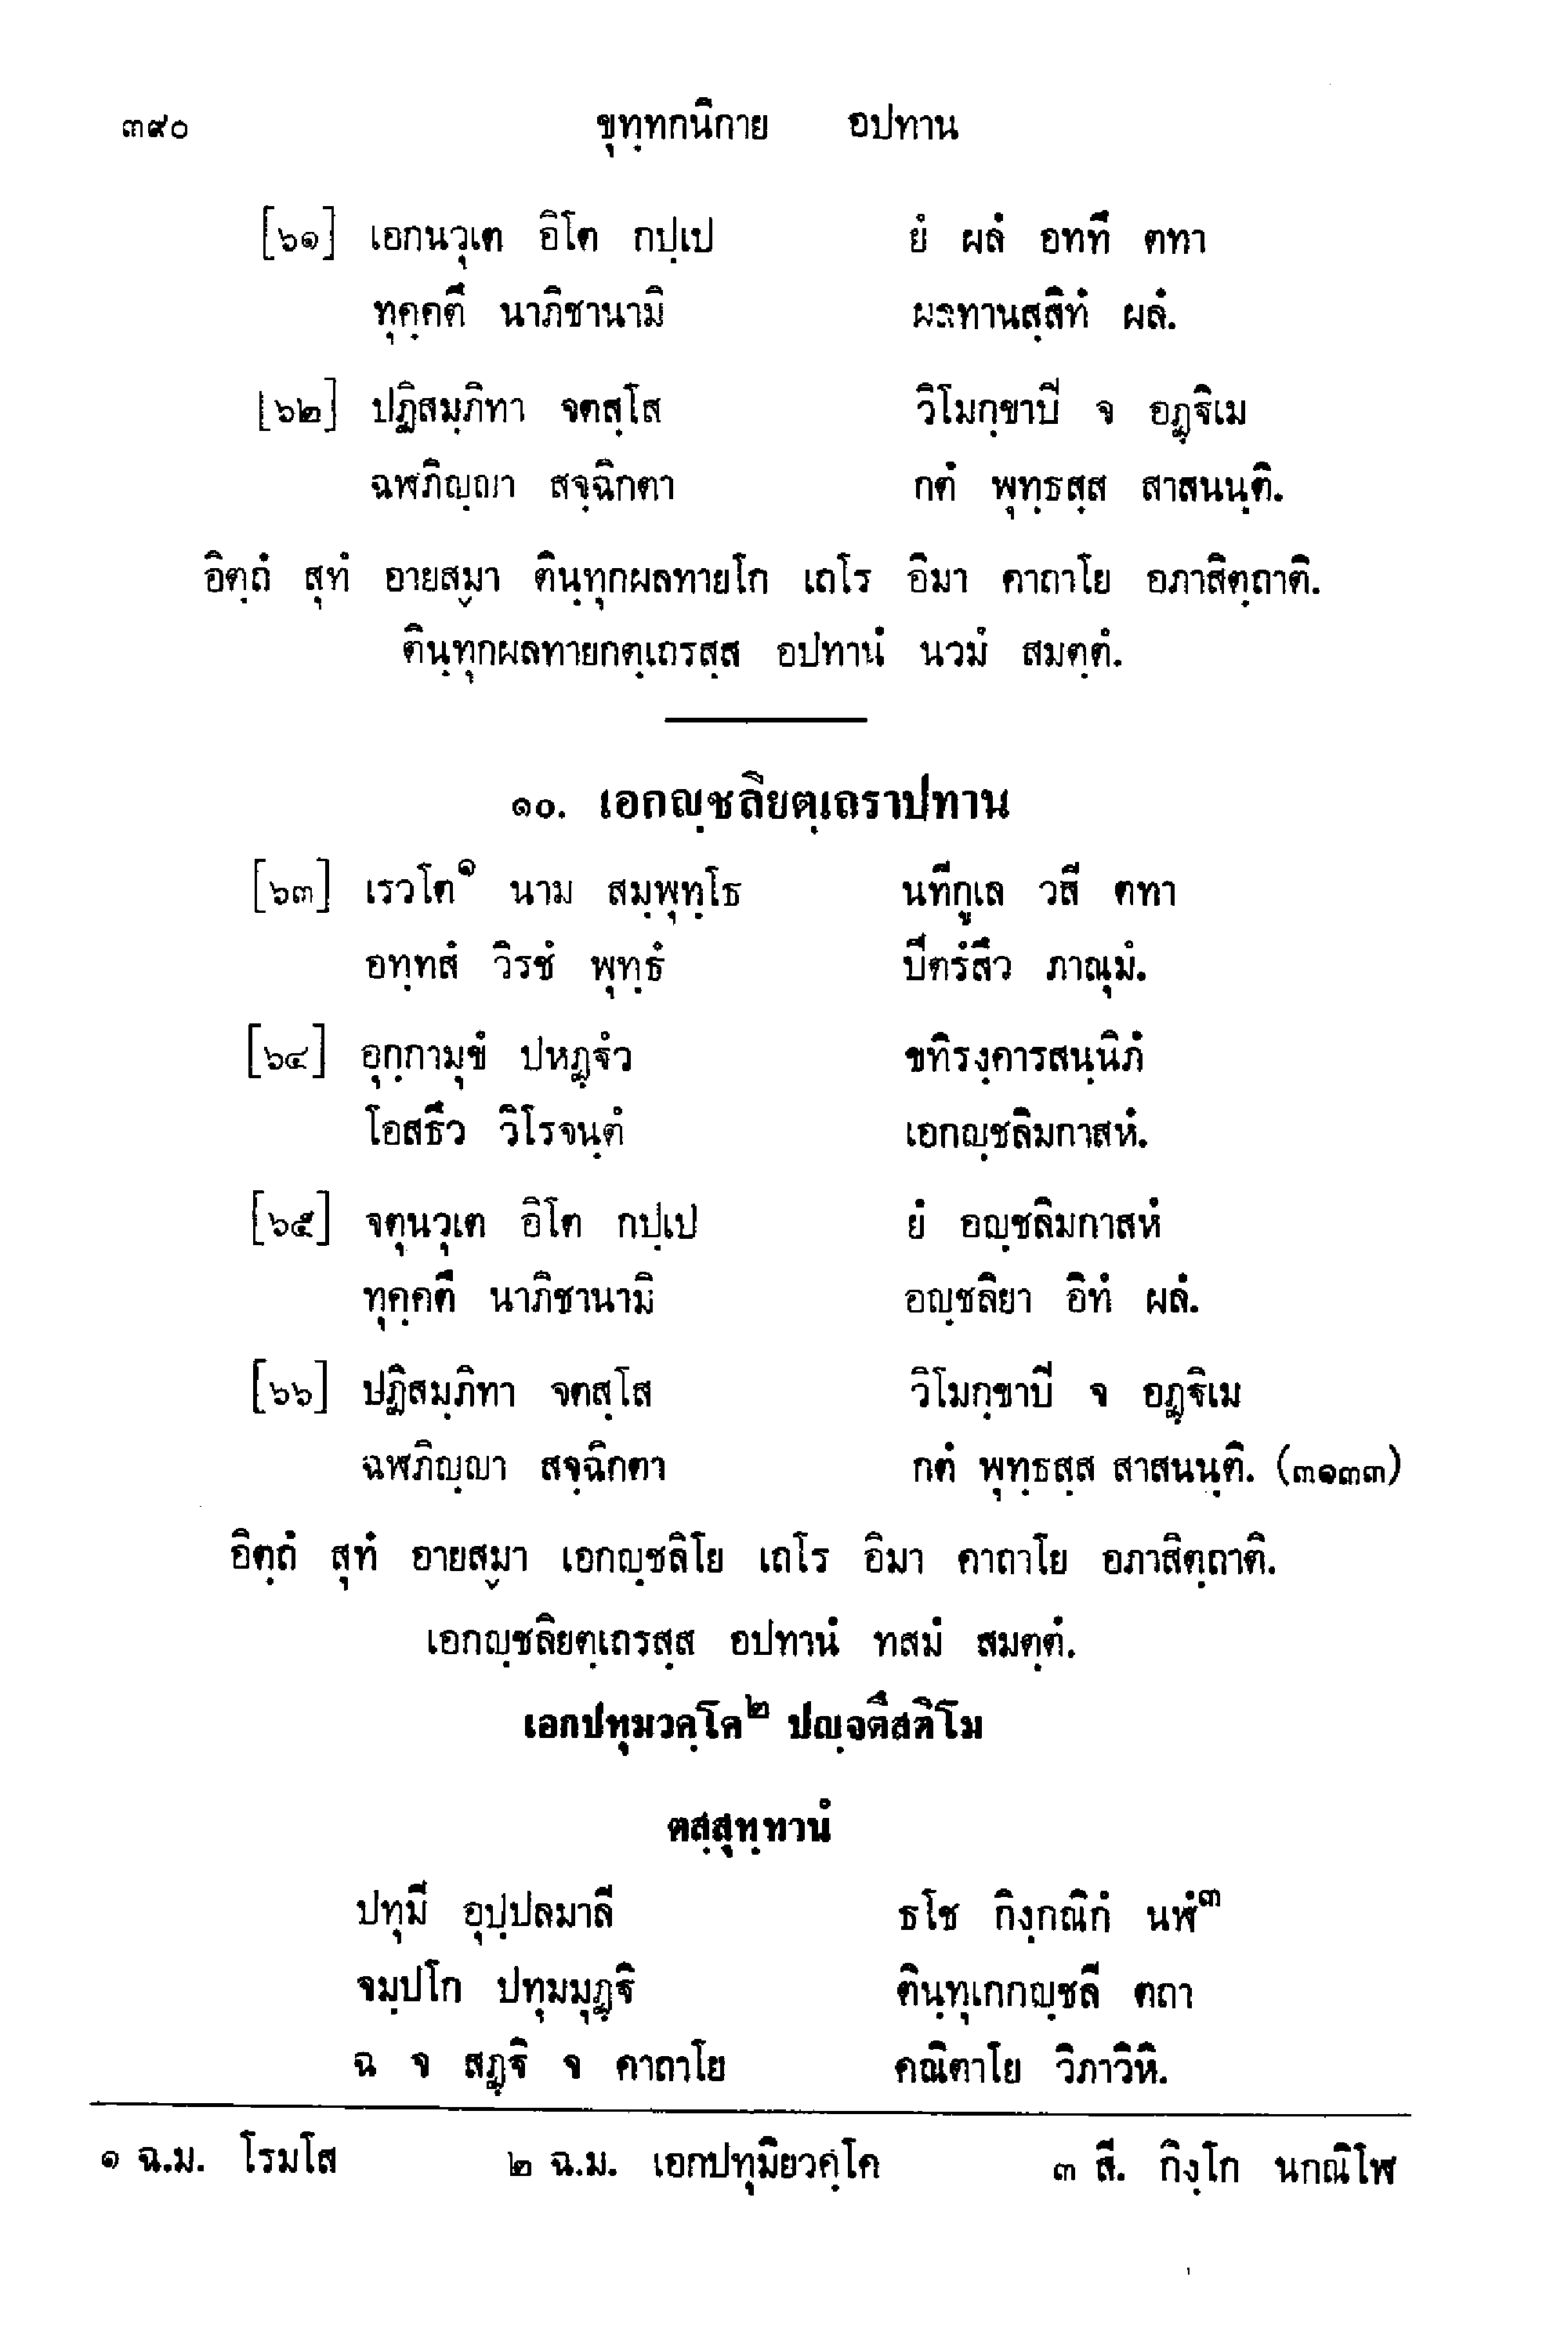 ๓๙๐ ขุทฺทกนิกาย อปทาน
[๖๑] เอกนวุเต อิโต กปฺเป ยํ ผลํ อททึ ตทา
ทุคฺคตึ นาภิชานามิ ผลทานสฺสิทํ ผลํ.
[๖๒] ปฏิสมฺภิทา จตสฺโส วิโมกฺขาปิ จ อฏฺฐิเม
ฉฬภิญฺญา สจฺฉิกตา กตํ พุทฺธสฺส สาสนนฺติ.
อิตฺถํ สุทํ อายสฺมา ตินฺทุกผลทายโก เถโร อิมา คาถาโย อภาสิตฺถาติ.
ตินฺทุกผลทายกตฺเถรสฺส อปทานํ นวมํ สมตฺตํ.
๑๐. เอกญฺชลิยตฺเถราปทาน
[๖๓] เรวโต๑ นาม สมฺพุทฺโธ นทีกูเล วสี ตทา
อทฺทสํ วิรชํ พุทฺธํ ปีตรํสึว ภาณุมํ.
[๖๔] อุกฺกามุขํ ปหฏฺฐํว ขทิรงฺคารสนฺนิภํ
โอสธึว วิโรจนฺตํ เอกญฺชลิมกาสหํ.
[๖๕] จตุนวุเต อิโต กปฺเป ยํ อญฺชลิมกาสหํ
ทุคฺคตึ นาภิชานามิ อญฺชลิยา อิทํ ผลํ.
[๖๖] ปฏิสมฺภิทา จตสฺโส วิโมกฺขาปิ จ อฏฺฐิเม
ฉฬภิญฺญา สจฺฉิกตา กตํ พุทฺธสฺส สาสนนฺติ. (๓๑๓๓)
อิตฺถํ สุทํ อายสฺมา เอกญฺชลิโย เถโร อิมา คาถาโย อภาสิตฺถาติ.
เอกญฺชลิยตฺเถรสฺส อปทานํ ทสมํ สมตฺตํ.
เอกปทุมวคฺโค๒ ปญฺจตึสติโม
ตสฺสุทฺทานํ
ปทุมี อุปฺปลมาลี ธโช กิงฺกณิกํ นฬํ๓
จมฺปโก ปทุมมุฏฺฐิ ตินฺทุเกกญฺชลี ตถา
ฉ จ สฏฺฐิ จ คาถาโย คณิตาโย วิภาวิหิ.
๑ ฉ.ม. โรมโส ๒ ฉ.ม. เอกปทุมิยวคฺโค ๓ สี. กิงฺโก นกณิโฬ